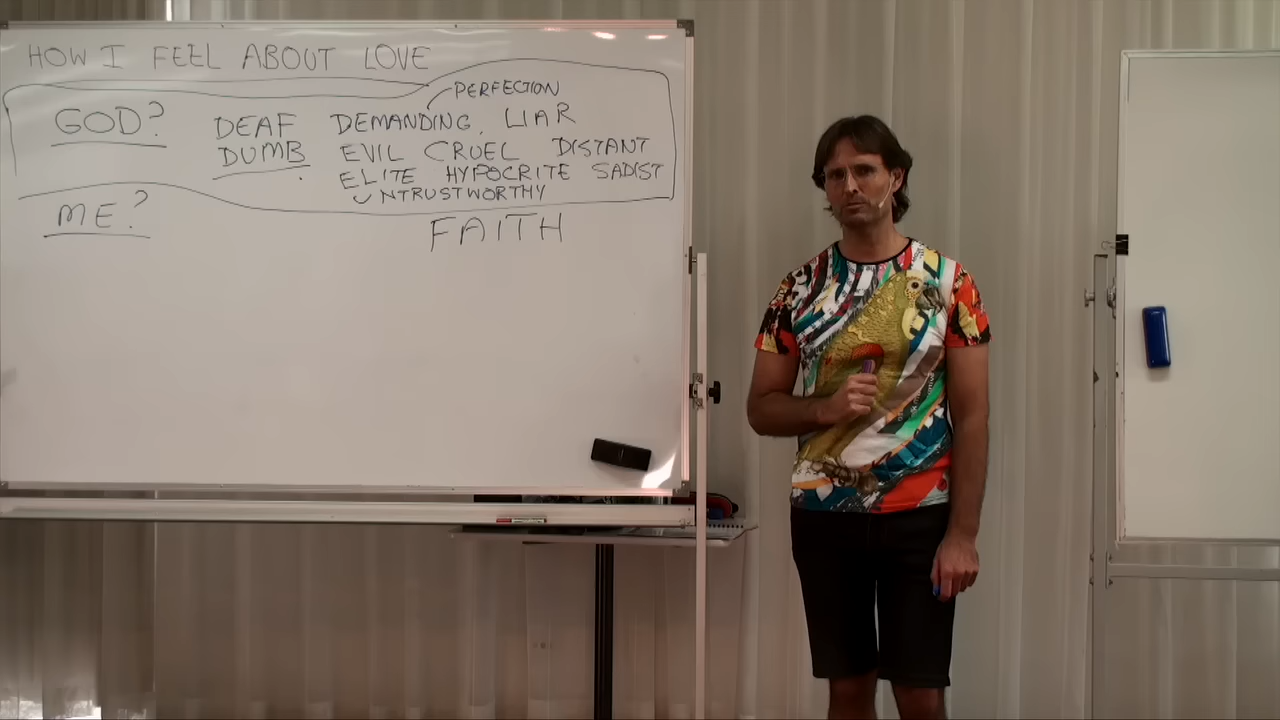 HOW I FEEL ABOUT LOVE
PERFECTION
GOD? DEAF DEMANDING, LIAR
DUMB EVIL CRUEL DISTANT
ELITE HYPOCRITE SADIST
UNTRUSTWORTHY
ME? FAITH